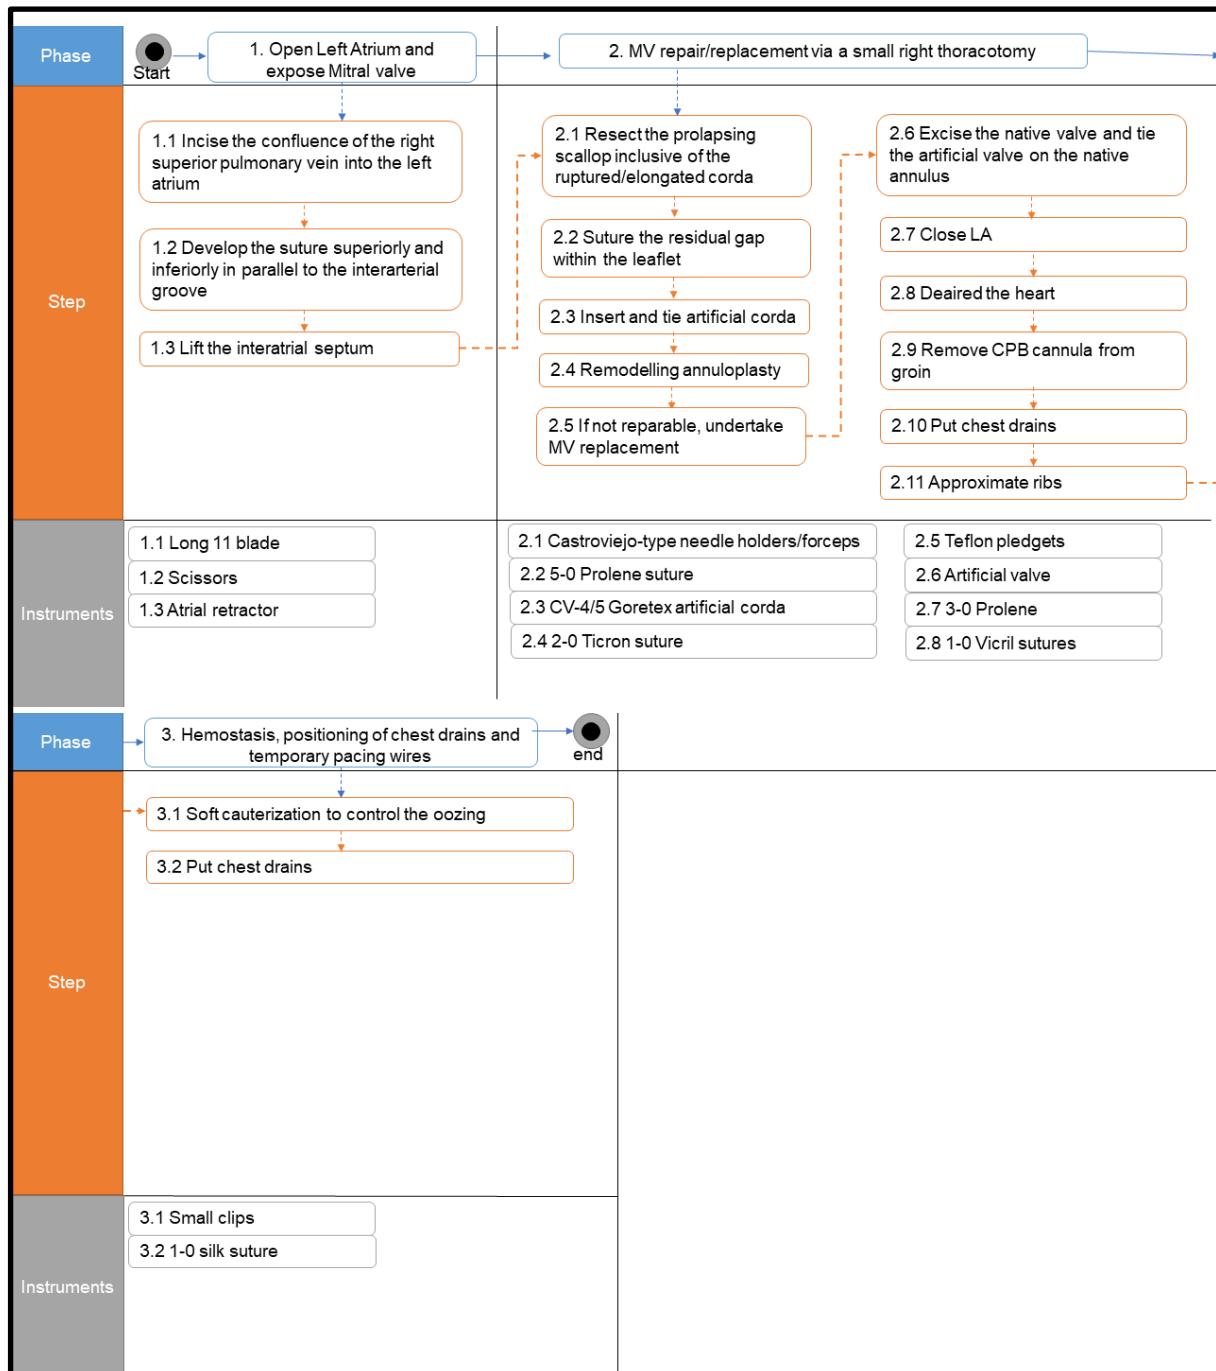 Phase
Start
1. Open Left Atrium and
expose Mitral valve
2. MV repair/replacement via a small right thoracotomy
Step
1.1 Incise the confluence of the right
superior pulmonary vein into the left
atrium
1.2 Develop the suture superiorly and
inferiorly in parallel to the interarterial
groove
1.3 Lift the interatrial septum
2.1 Resect the prolapsing
scallop inclusive of the
ruptured/elongated corda
2.2 Suture the residual gap
within the leaflet
2.3 Insert and tie artificial corda
2.4 Remodelling annuloplasty
2.5 If not reparable, undertake
MV replacement
2.6 Excise the native valve and tie
the artificial valve on the native
annulus
2.7 Close LA
2.8 Deaired the heart
2.9 Remove CPB cannula from
groin
2.10 Put chest drains
2.11 Approximate ribs
Instruments
1.1 Long 11 blade
1.2 Scissors
1.3 Atrial retractor
2.1 Castroviejo-type needle holders/forceps
2.2 5-0 Prolene suture
2.3 CV-4/5 Goretex artificial corda
2.4 2-0 Ticron suture
2.5 Teflon pledgets
2.6 Artificial valve
2.7 3-0 Prolene
2.8 1-0 Vicril sutures
Phase
3. Hemostasis, positioning of chest drains and
temporary pacing wires
end
Step
3.1 Soft cauterization to control the oozing
3.2 Put chest drains
Instruments
3.1 Small clips
3.2 1-0 silk suture